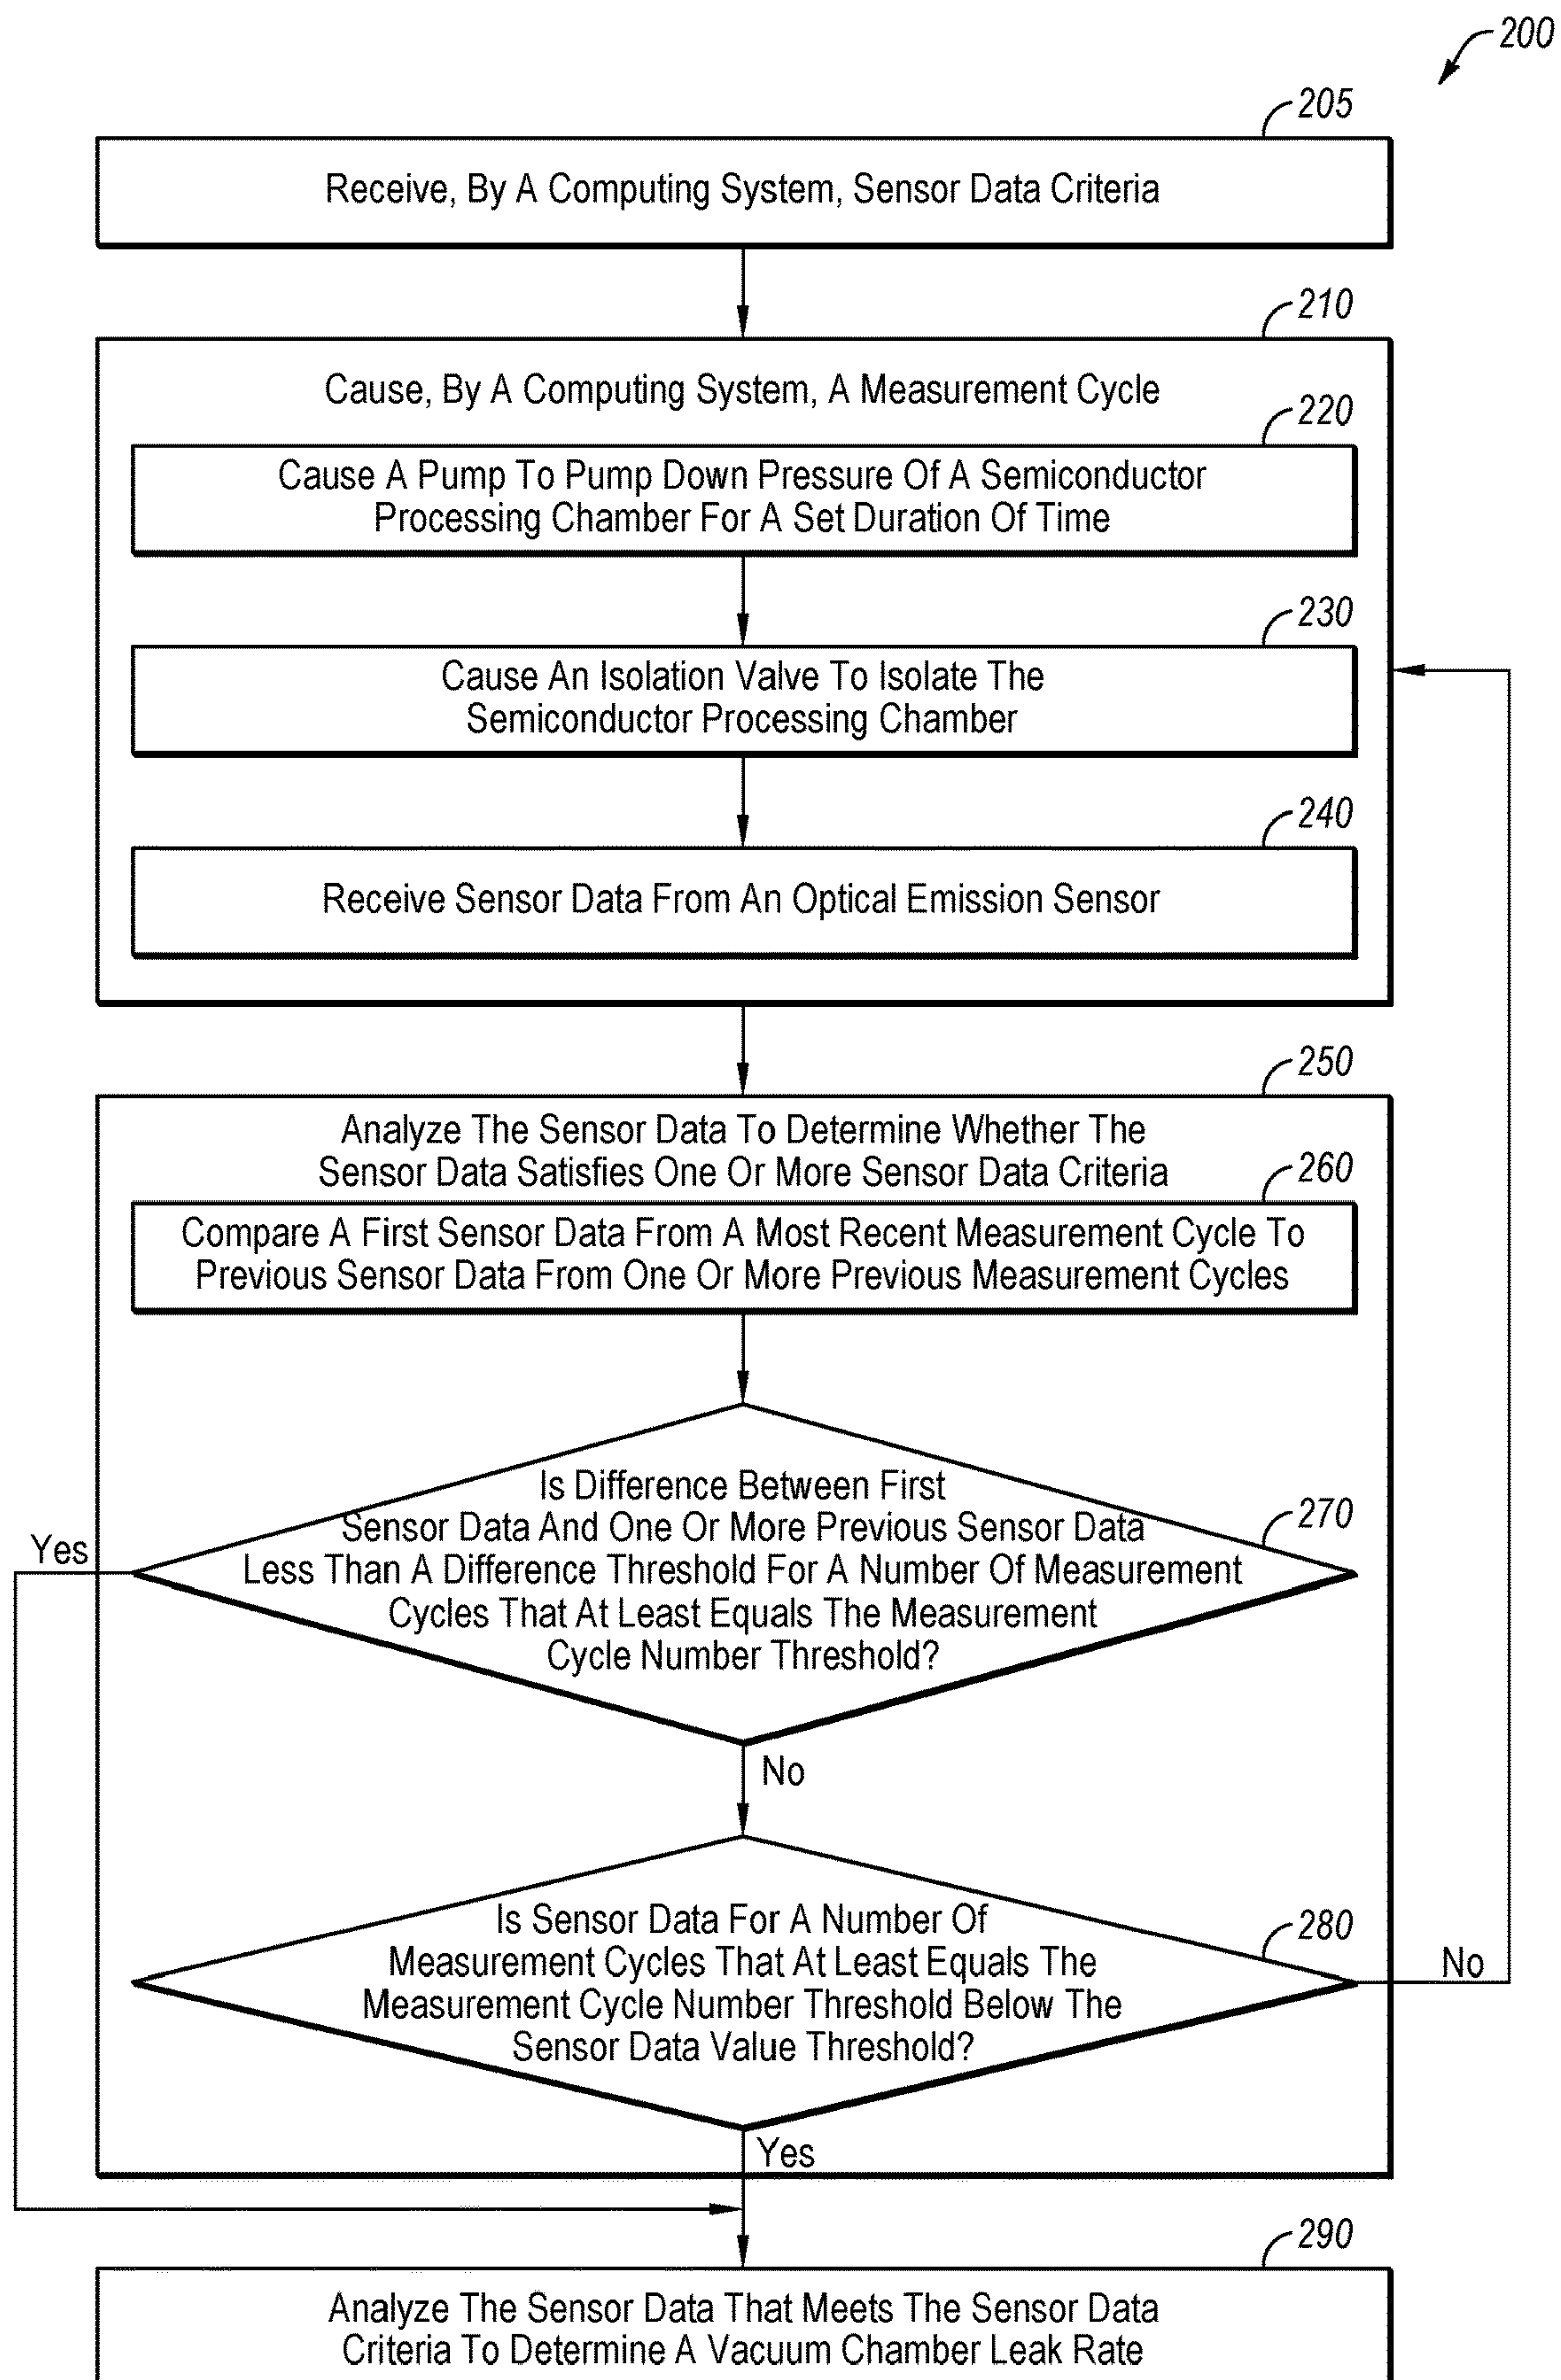 200
205
Receive, By A Computing System, Sensor Data Criteria
210
Cause, By A Computing System, A Measurement Cycle
220
Cause A Pump To Pump Down Pressure Of A Semiconductor
Processing Chamber For A Set Duration Of Time
230
Cause An Isolation Valve To Isolate The
Semiconductor Processing Chamber
240
Receive Sensor Data From An Optical Emission Sensor
250
Analyze The Sensor Data To Determine Whether The
Sensor Data Satisfies One Or More Sensor Data Criteria
260
Compare A First Sensor Data From A Most Recent Measurement Cycle To
Previous Sensor Data From One Or More Previous Measurement Cycles
Is Difference Between First
Sensor Data And One Or More Previous Sensor Data
Less Than A Difference Threshold For A Number Of Measurement
Cycles That At Least Equals The Measurement
Cycle Number Threshold?
270
Yes
No
Is Sensor Data For A Number Of
Measurement Cycles That At Least Equals The
Measurement Cycle Number Threshold Below The
Sensor Data Value Threshold?
280
No
Yes
290
Analyze The Sensor Data That Meets The Sensor Data
Criteria To Determine A Vacuum Chamber Leak Rate